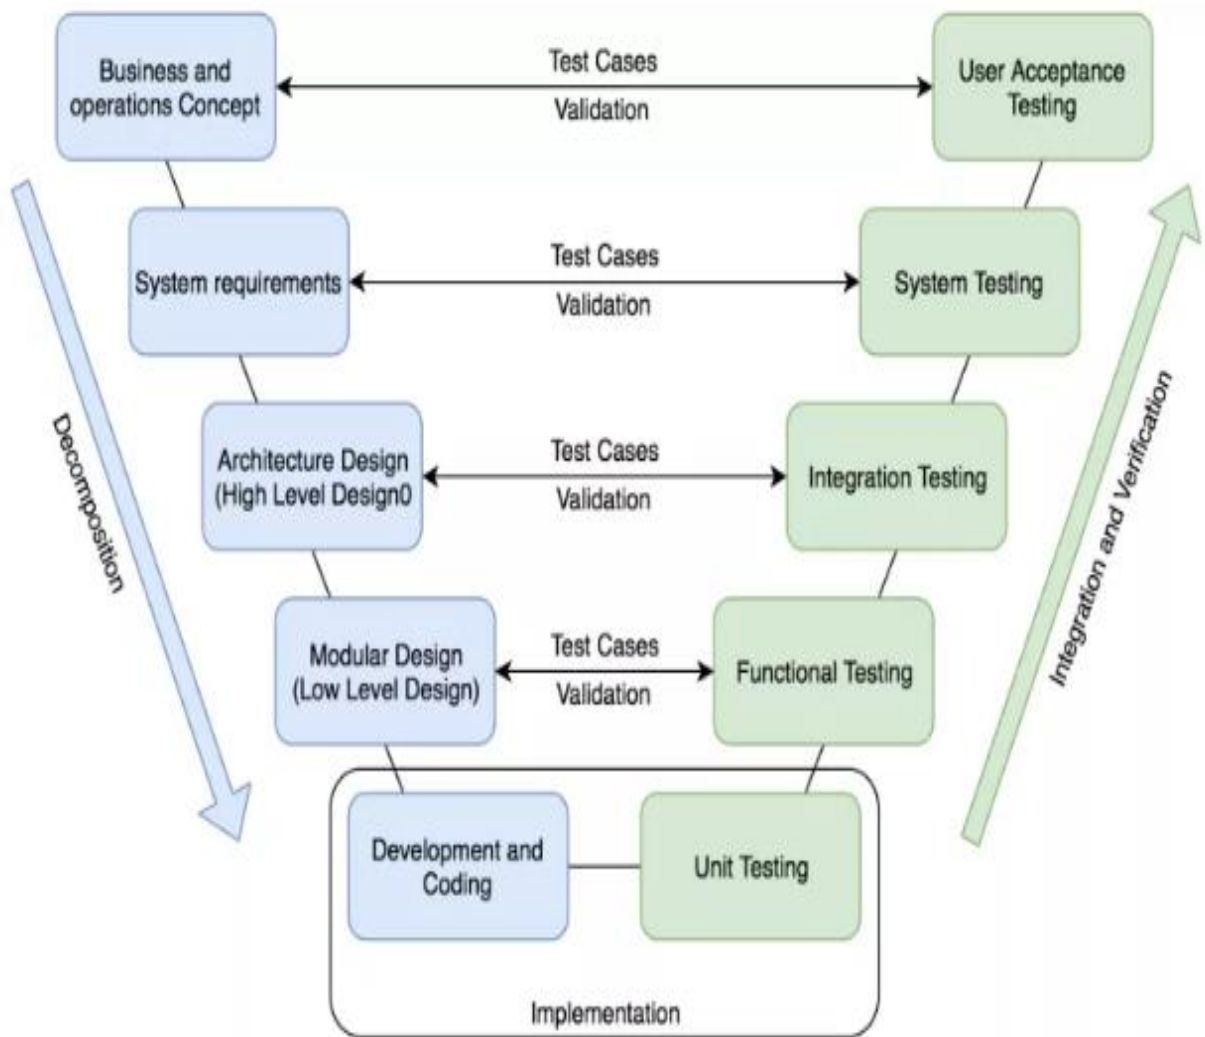 Business and
operations Concept
Test Cases
Validation
User Acceptance
Testing
System requirements
Test Cases
Validation
System Testing
Decomposition
Architecture Design
(High Level Design0
Test Cases
Validation
Integration Testing
Integration and Verification
Modular Design
(Low Level Design)
Test Cases
Validation
Functional Testing
Development and
Coding
Unit Testing
Implementation